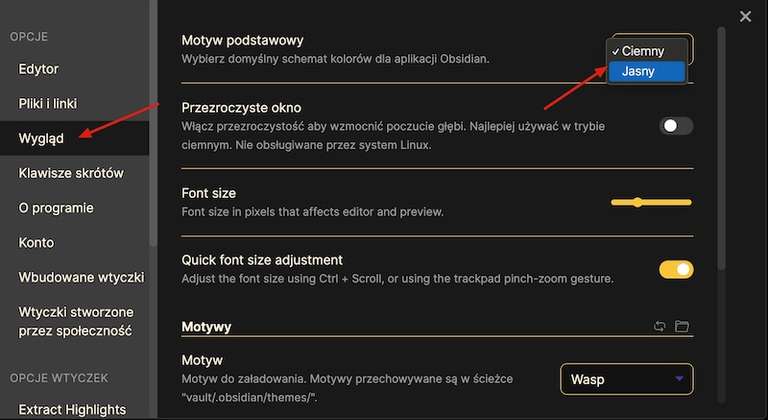 OPCJE
Edytor
Pliki i linki
Wygląd
Klawisze skrótów
O programie
Konto
Wbudowane wtyczki
Wtyczki stworzone
przez społeczność
OPCJE WTYCZEK
Extract Highlights
Motyw podstawowy
Wybierz domyślny schemat kolorów dla aplikacji Obsidian.
✓ Ciemny
Jasny
Przezroczyste okno
Włącz przezroczystość aby wzmocnić poczucie głębi. Najlepiej używać w trybie
ciemnym. Nie obsługiwane przez system Linux.
Font size
Font size in pixels that affects editor and preview.
Quick font size adjustment
Adjust the font size using Ctrl + Scroll, or using the trackpad pinch-zoom gesture.
Motywy
Motyw
Motyw do załadowania. Motywy przechowywane są w ścieżce
"vault/.obsidian/themes/".
Wasp